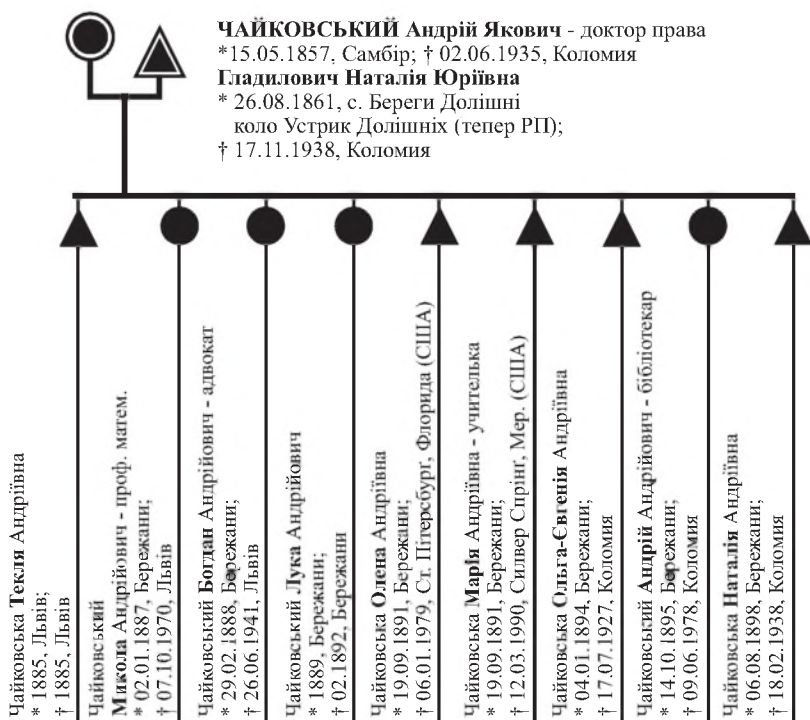 ЧАЙКОВСЬКИЙ Андрій Якович - доктор права
*15.05.1857, Самбір; † 02.06.1935, Коломия
Гладилович Наталія Юріївна
* 26.08.1861, с. Береги Долішні
коло Устрик Долішніх (тепер РП);
† 17.11.1938, Коломия
Чайковська Текля Андріївна
* 1885, Львів;
† 1885, Львів
Чайковський
Микола Андрійович - проф. матем.
* 02.01.1887, Бережани;
† 07.10.1970, Львів
Чайковський Богдан Андрійович - адвокат
* 29.02.1888, Бережани;
† 26.06.1941, Львів
Чайковський Лука Андрійович
* 1889, Бережани;
† 02.1892, Бережани
Чайковська Олена Андріївна
* 19.09.1891, Бережани;
† 06.01.1979, Ст. Пітерсбург, Флорида (США)
Чайковська Марія Андріївна - учителька
* 19.09.1891, Бережани;
† 12.03.1990, Силвер Спрінг, Мер. (США)
Чайковська Ольга-Євгенія Андріївна
* 04.01.1894, Бережани;
† 17.07.1927, Коломия
Чайковський Андрій Андрійович - бібліотекар
* 14.10.1895, Бережани;
† 09.06.1978, Коломия
Чайковська Наталія Андріївна
* 06.08.1898, Бережани;
† 18.02.1938, Коломия